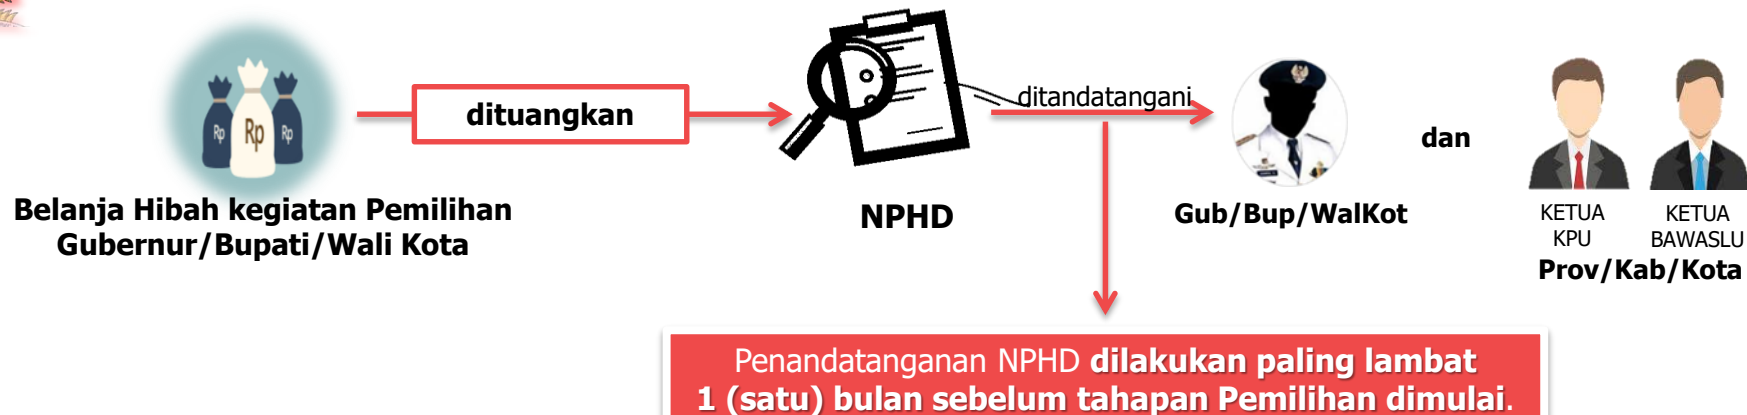 dituangkan
ditandatangani
dan
Rp
Rp
Rp
Belanja Hibah kegiatan Pemilihan
Gubernur/Bupati/Wali Kota
NPHD
Gub/Bup/WalKot
KETUA
KPU
KETUA
BAWASLU
Prov/Kab/Kota
Penandatanganan NPHD dilakukan paling lambat
1 (satu) bulan sebelum tahapan Pemilihan dimulai.